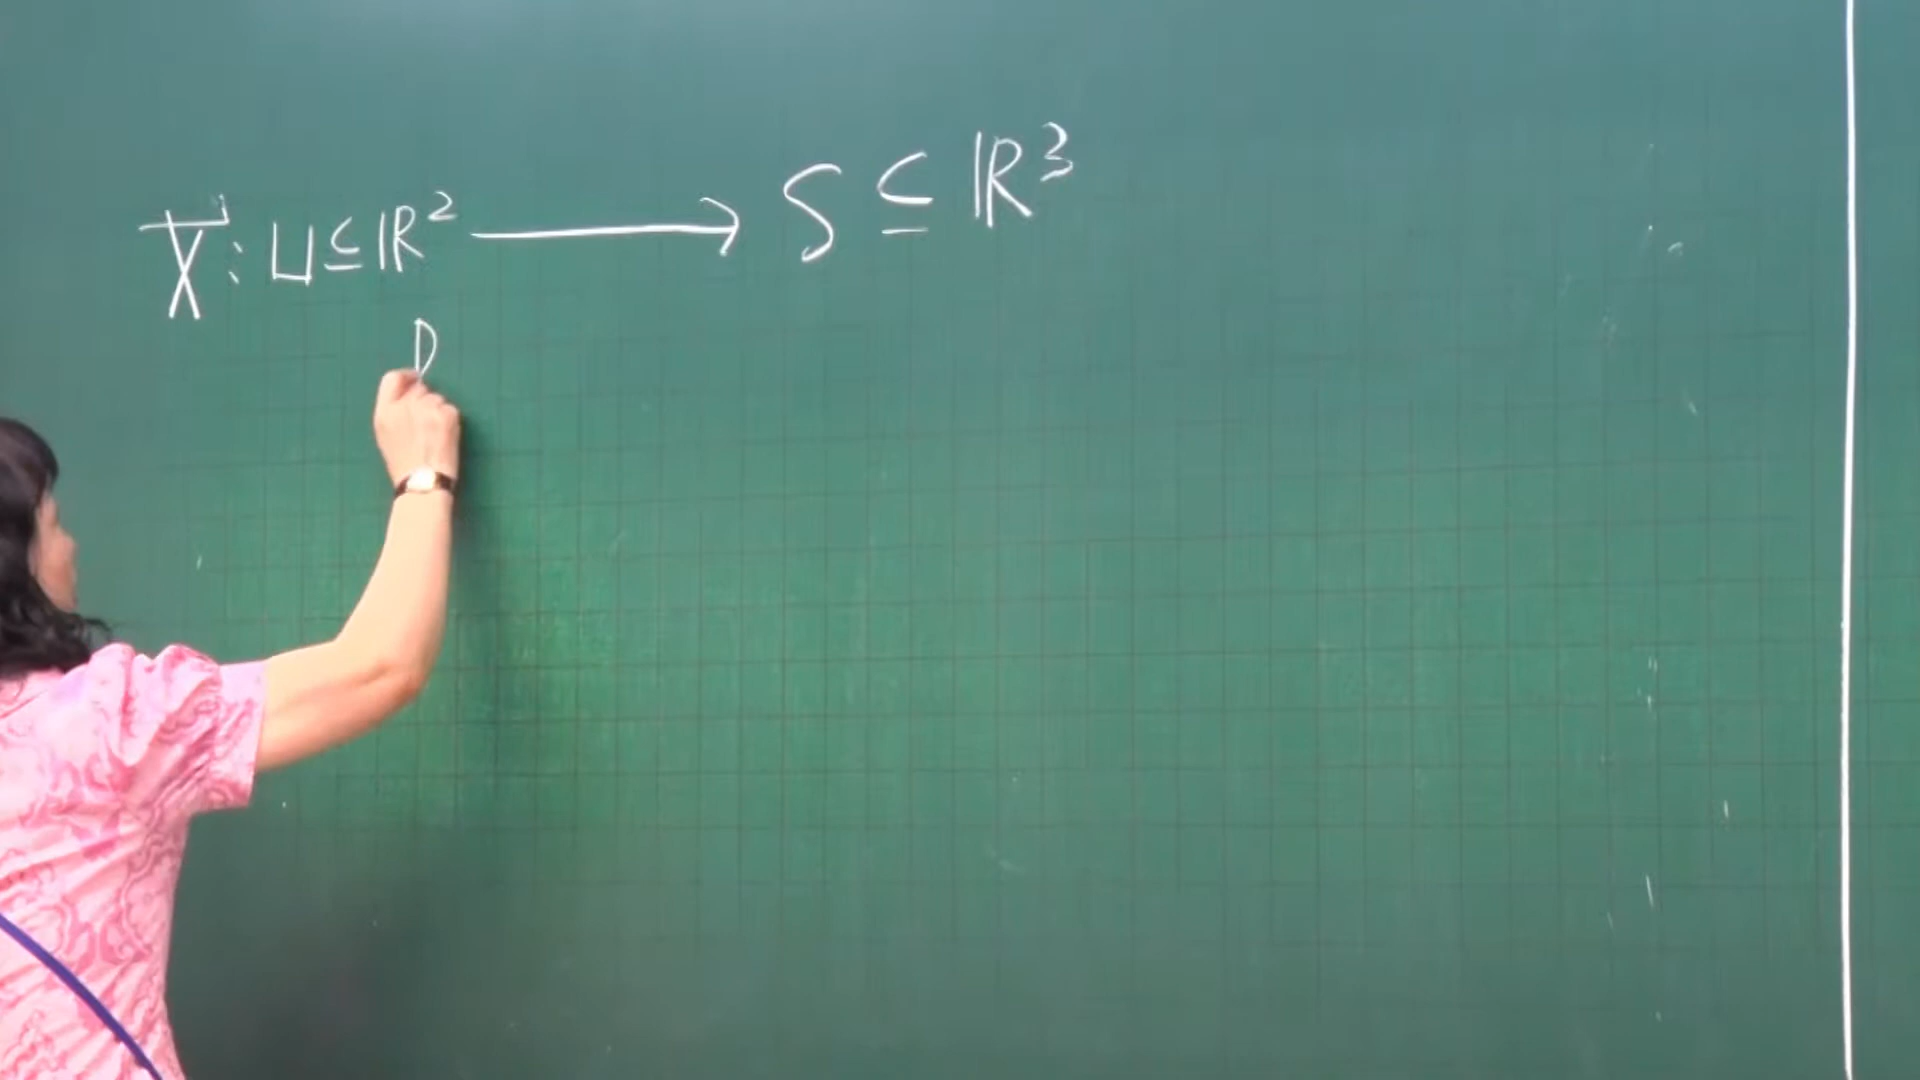 X⃗ : U ⊆ ℝ² ⟶ S ⊆ ℝ³
D